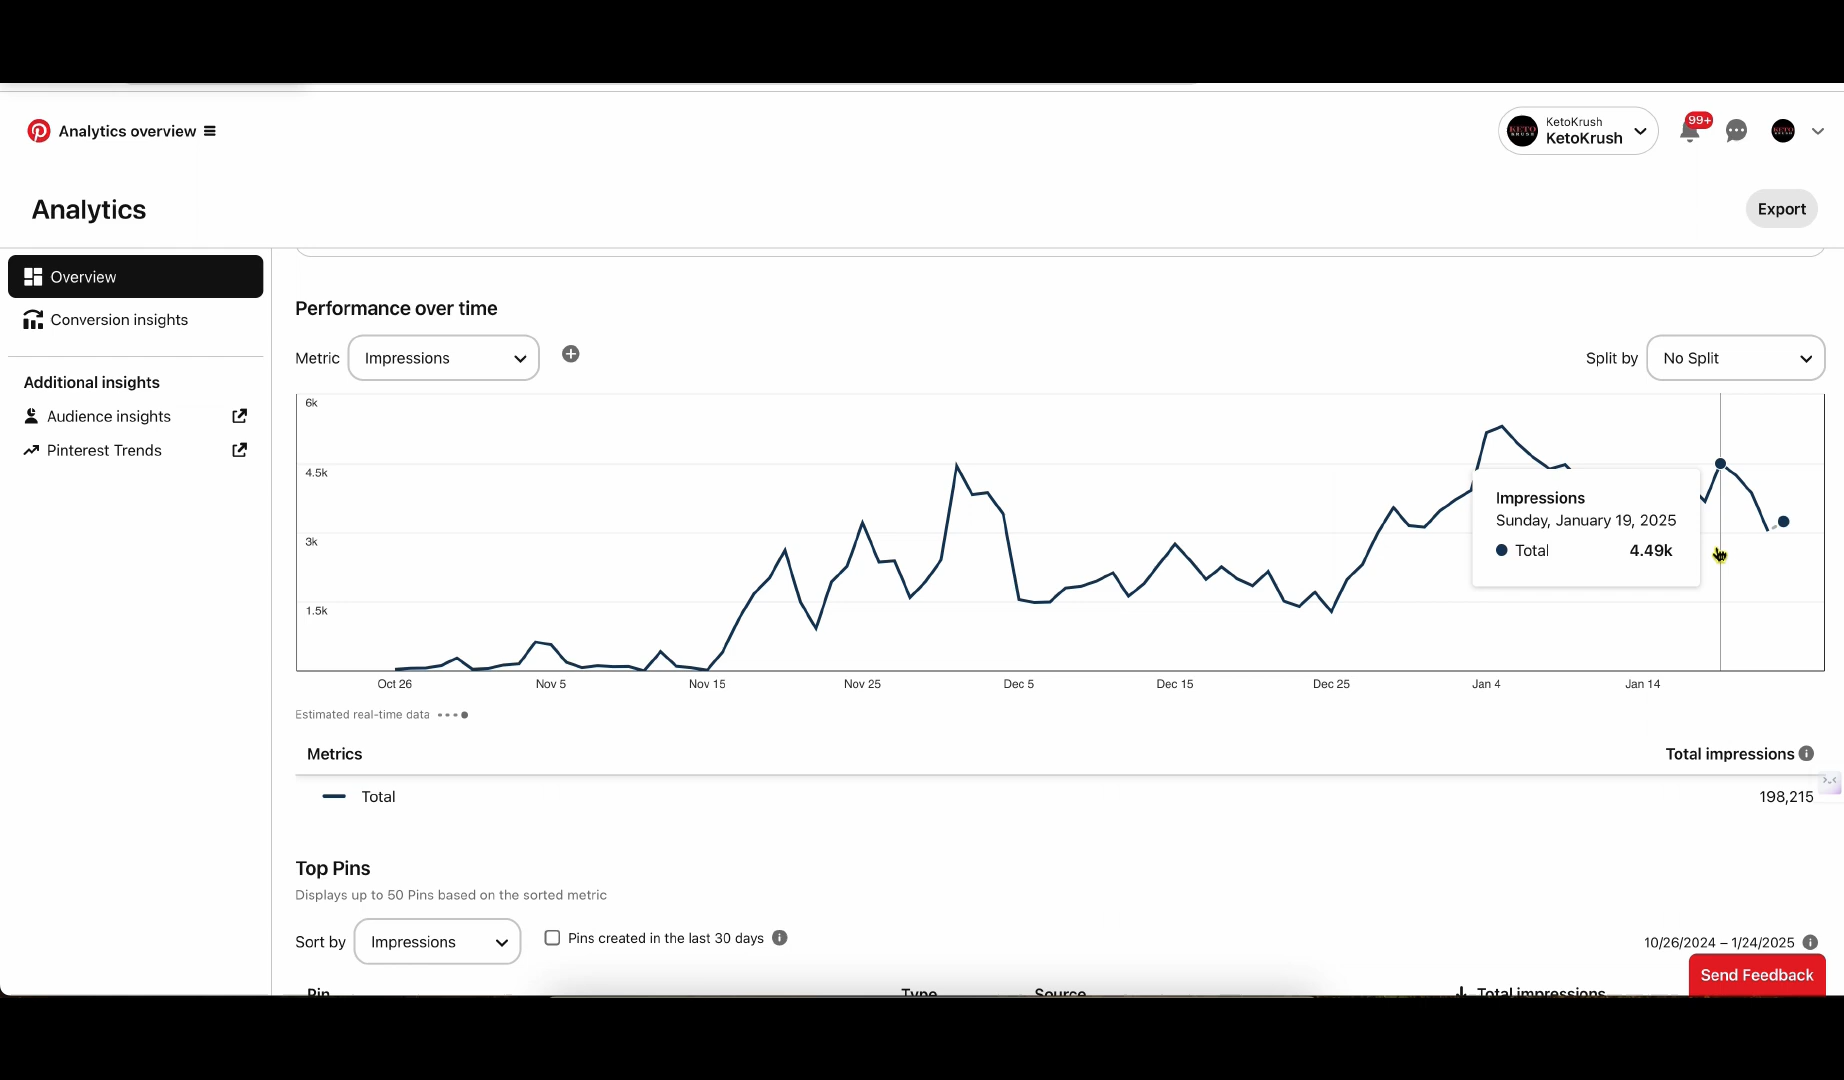 Analytics overview
KetoKrush
KetoKrush
99+
Analytics
Export
Overview
Conversion insights
Additional insights
Audience insights
Pinterest Trends
Performance over time
Metric Impressions
Split by No Split
6k
4.5k
3k
1.5k
Impressions
Sunday, January 19, 2025
Total 4.49k
Oct 26 Nov 5 Nov 15 Nov 25 Dec 5 Dec 15 Dec 25 Jan 4 Jan 14
Estimated real-time data
Metrics Total impressions
Total 198,215
Top Pins
Displays up to 50 Pins based on the sorted metric
Sort by Impressions Pins created in the last 30 days 10/26/2024 – 1/24/2025
Send Feedback
Pin Type Source Total impressions